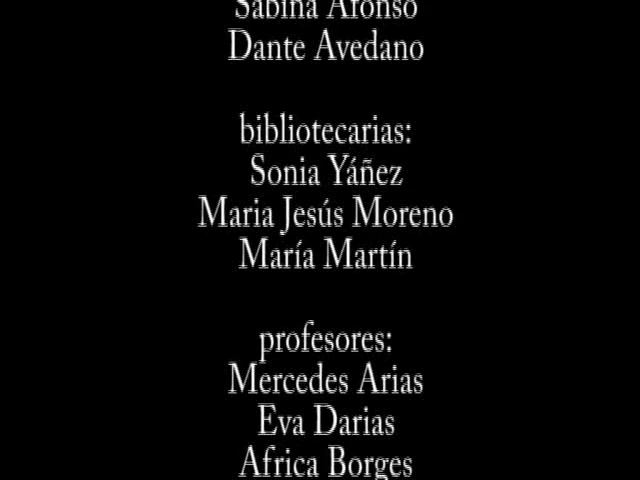 Sabina Afonso
Dante Avedano
bibliotecarias:
Sonia Yáñez
Maria Jesús Moreno
María Martín
profesores:
Mercedes Arias
Eva Darias
Africa Borges